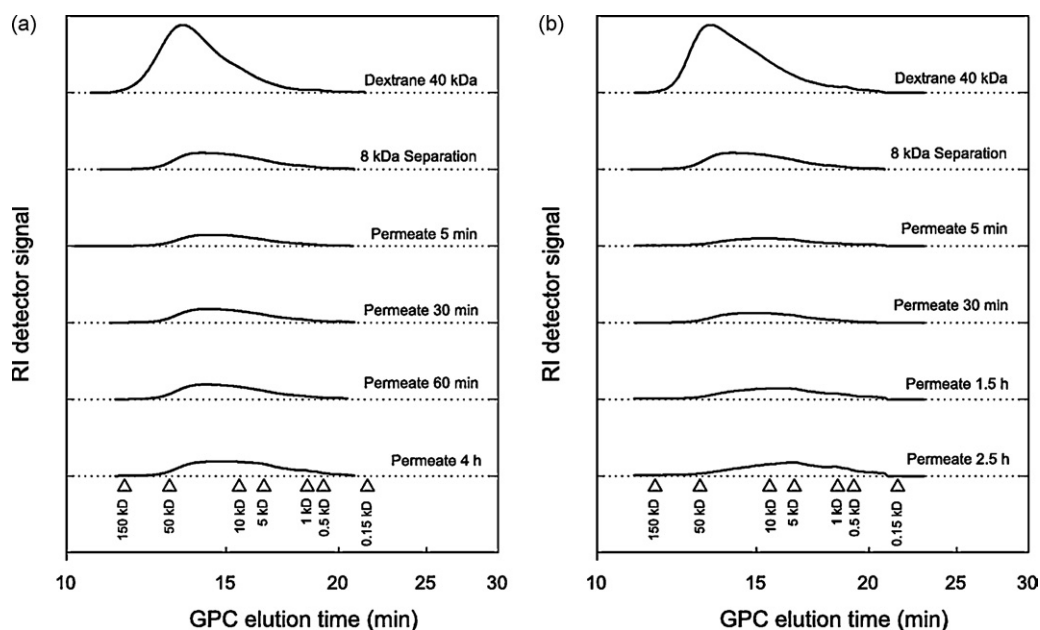 (a)
RI detector signal
Dextrane 40 kDa
8 kDa Separation
Permeate 5 min
Permeate 30 min
Permeate 60 min
Permeate 4 h
150 kD
50 kD
10 kD
5 kD
1 kD
0.5 kD
0.15 kD
10 15 20 30
GPC elution time (min)
(b)
RI detector signal
Dextrane 40 kDa
8 kDa Separation
Permeate 5 min
Permeate 30 min
Permeate 1.5 h
Permeate 2.5 h
150 kD
50 kD
10 kD
5 kD
1 kD
0.5 kD
0.15 kD
10 15 20 30
GPC elution time (min)